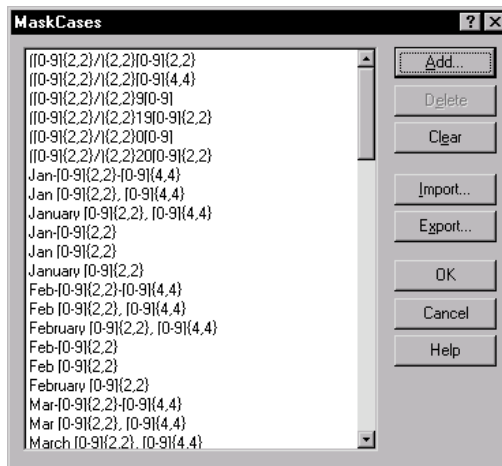 MaskCases
([0-9]{2,2}/){2,2}[0-9]{2,2}
([0-9]{2,2}/){2,2}[0-9]{4,4}
([0-9]{2,2}/){2,2}9[0-9]
([0-9]{2,2}/){2,2}19[0-9]{2,2}
([0-9]{2,2}/){2,2}0[0-9]
([0-9]{2,2}/){2,2}20[0-9]{2,2}
Jan-[0-9]{2,2}-[0-9]{4,4}
Jan [0-9]{2,2}, [0-9]{4,4}
January [0-9]{2,2}, [0-9]{4,4}
Jan-[0-9]{2,2}
Jan [0-9]{2,2}
January [0-9]{2,2}
Feb-[0-9]{2,2}-[0-9]{4,4}
Feb [0-9]{2,2}, [0-9]{4,4}
February [0-9]{2,2}, [0-9]{4,4}
Feb-[0-9]{2,2}
Feb [0-9]{2,2}
February [0-9]{2,2}
Mar-[0-9]{2,2}-[0-9]{4,4}
Mar [0-9]{2,2}, [0-9]{4,4}
March [0-9]{2,2}, [0-9]{4,4}
Add...
Delete
Clear
Import...
Export...
OK
Cancel
Help